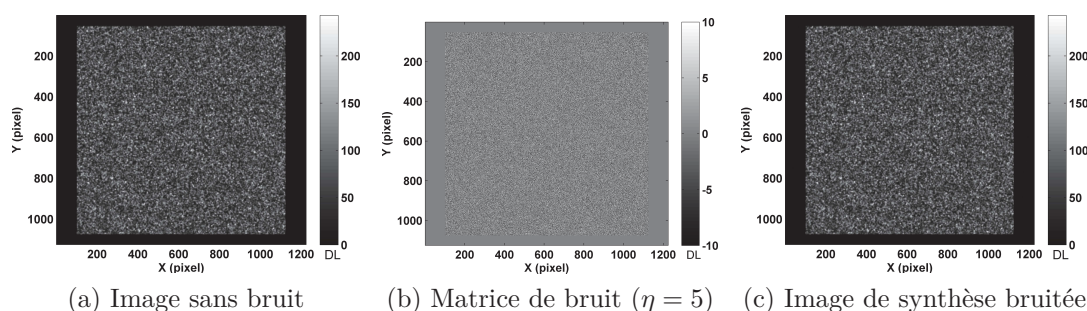 200
400
600
800
1000
Y (pixel)
200 400 600 800 1000 1200
X (pixel)
200
150
100
50
0
DL
(a) Image sans bruit
200
400
600
800
1000
Y (pixel)
200 400 600 800 1000 1200
X (pixel)
10
5
0
-5
-10
DL
(b) Matrice de bruit (η = 5)
200
400
600
800
1000
Y (pixel)
200 400 600 800 1000 1200
X (pixel)
200
150
100
50
0
DL
(c) Image de synthèse bruitée